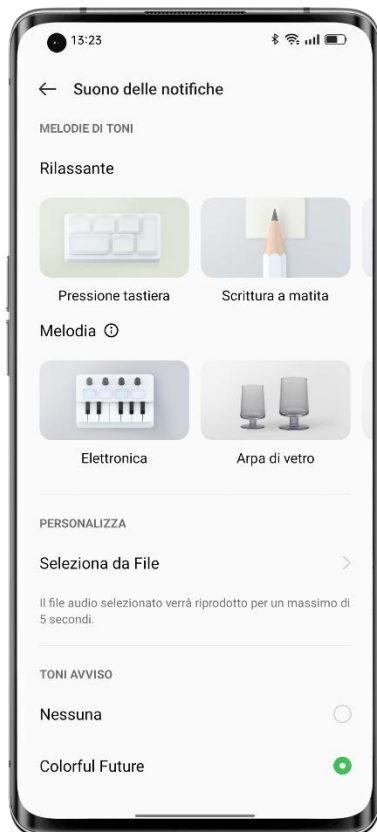 13:23
Suono delle notifiche
MELODIE DI TONI
Rilassante
Pressione tastiera
Scrittura a matita
Melodia
Elettronica
Arpa di vetro
PERSONALIZZA
Seleziona da File
Il file audio selezionato verrà riprodotto per un massimo di
5 secondi.
TONI AVVISO
Nessuna
Colorful Future